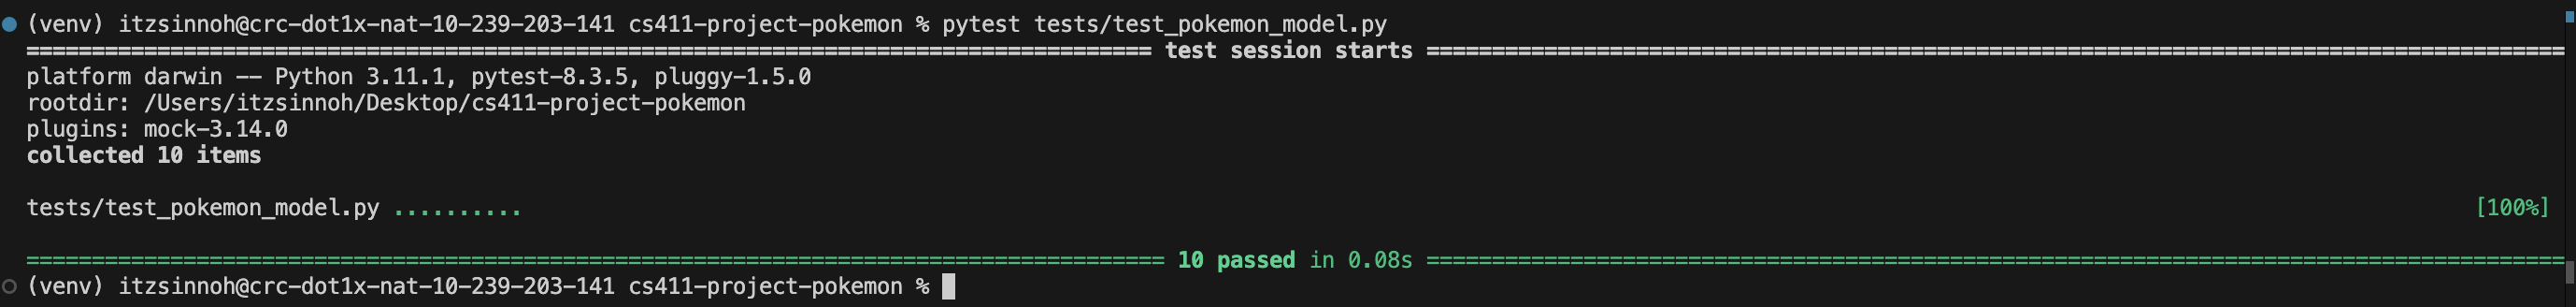 (venv) itzsinnoh@crc-dot1x-nat-10-239-203-141 cs411-project-pokemon % pytest tests/test_pokemon_model.py
======================================================================================= test session starts ========================================================================================
platform darwin -- Python 3.11.1, pytest-8.3.5, pluggy-1.5.0
rootdir: /Users/itzsinnoh/Desktop/cs411-project-pokemon
plugins: mock-3.14.0
collected 10 items
tests/test_pokemon_model.py .......... [100%]
======================================================================================== 10 passed in 0.08s ========================================================================================
(venv) itzsinnoh@crc-dot1x-nat-10-239-203-141 cs411-project-pokemon %